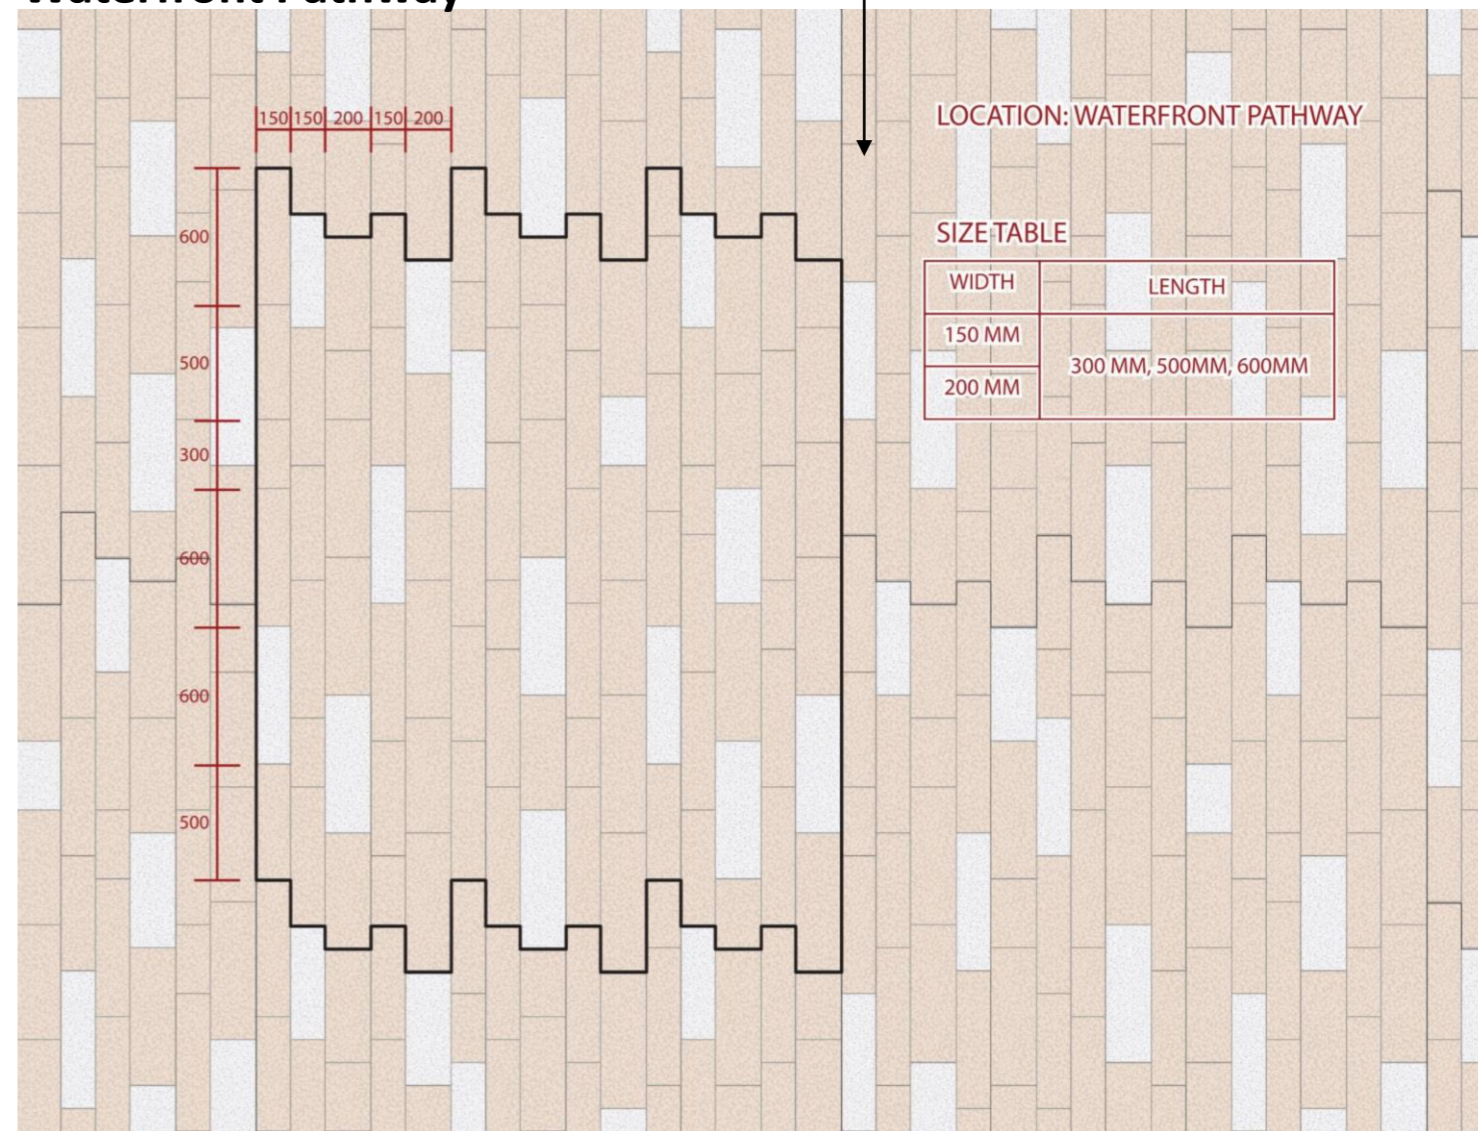 Waterfront Pathway
150 150 200 150 200
LOCATION: WATERFRONT PATHWAY
600
SIZE TABLE
WIDTH LENGTH
150 MM
300 MM, 500MM, 600MM
200 MM
500
300
600
600
500